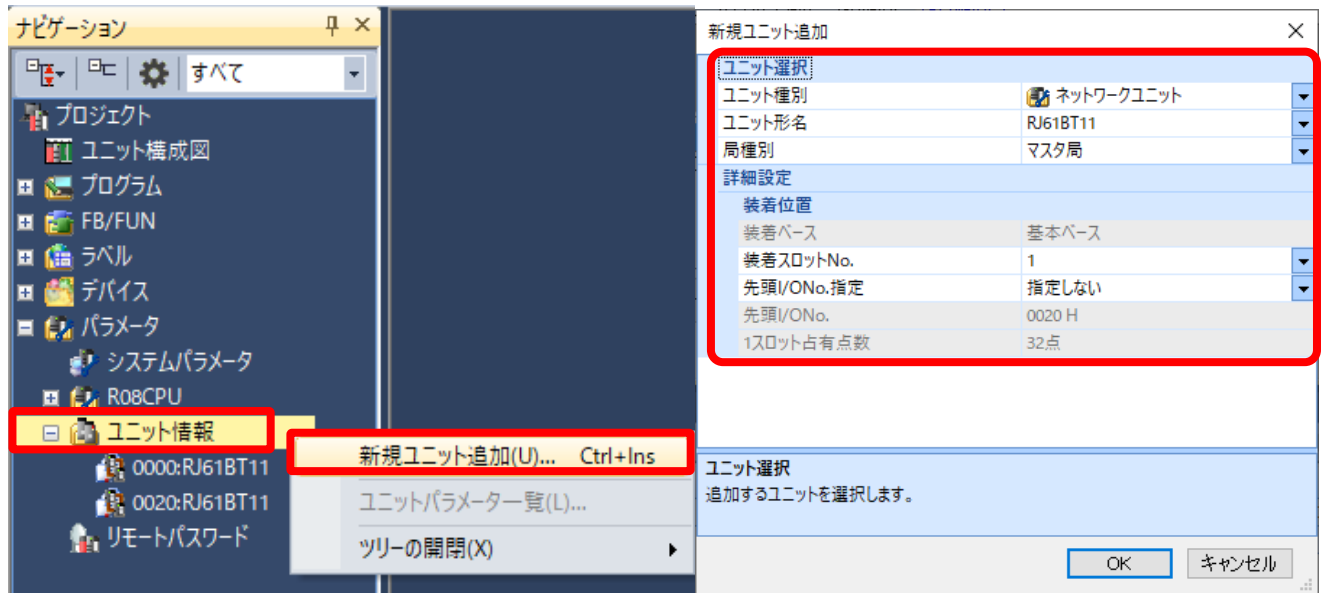 ナビゲーション
すべて
プロジェクト
ユニット構成図
プログラム
FB/FUN
ラベル
デバイス
パラメータ
システムパラメータ
R08CPU
ユニット情報
0000:RJ61BT11
0020:RJ61BT11
リモートパスワード
新規ユニット追加(U)... Ctrl+Ins
ユニットパラメータ一覧(L)...
ツリーの開閉(X)
新規ユニット追加
ユニット選択
ユニット種別 ネットワークユニット
ユニット形名 RJ61BT11
局種別 マスタ局
詳細設定
装着位置
装着ベース 基本ベース
装着スロットNo. 1
先頭I/ONo.指定 指定しない
先頭I/ONo. 0020 H
1スロット占有点数 32点
ユニット選択
追加するユニットを選択します。
OK キャンセル